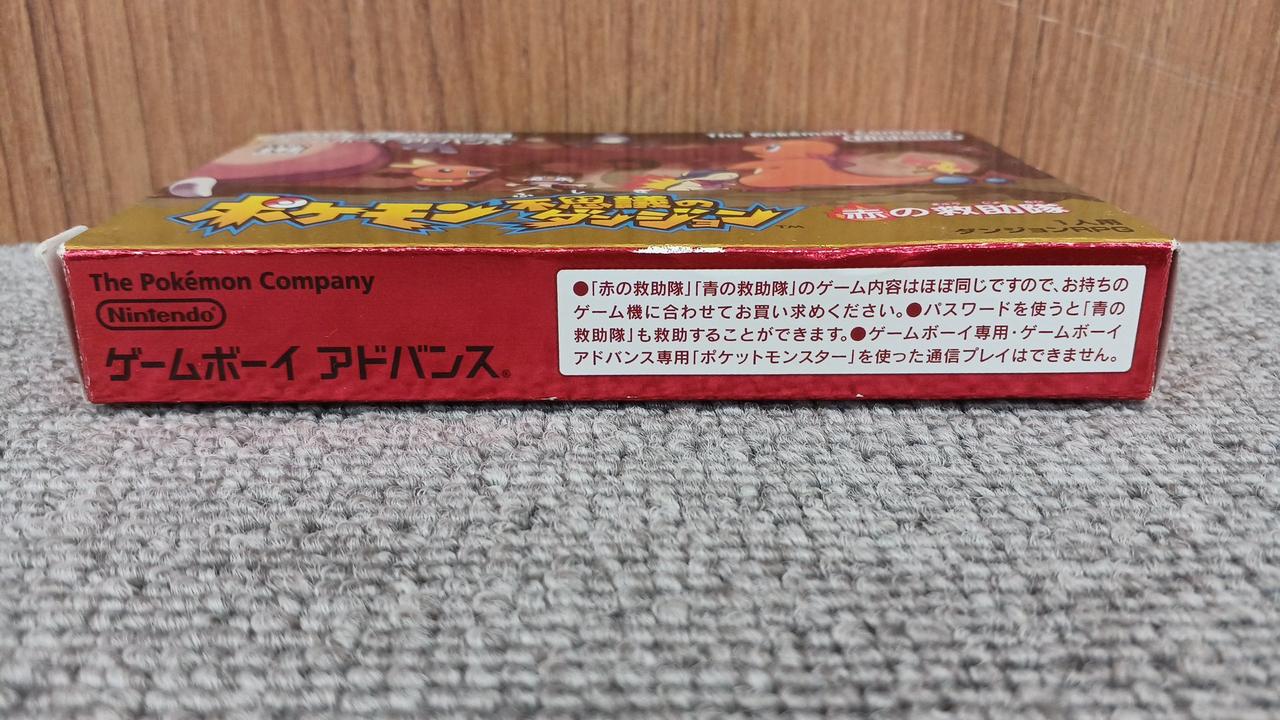 The Pokémon Company
ポケモン不思議のダンジョン™
赤の救助隊
ダンジョンRPG
The Pokémon Company
Nintendo
ゲームボーイ アドバンス®
●「赤の救助隊」「青の救助隊」のゲーム内容はほぼ同じですので、お持ちの
ゲーム機に合わせてお買い求めください。●パスワードを使うと「青の
救助隊」も救助することができます。●ゲームボーイ専用・ゲームボーイ
アドバンス専用「ポケットモンスター」を使った通信プレイはできません。